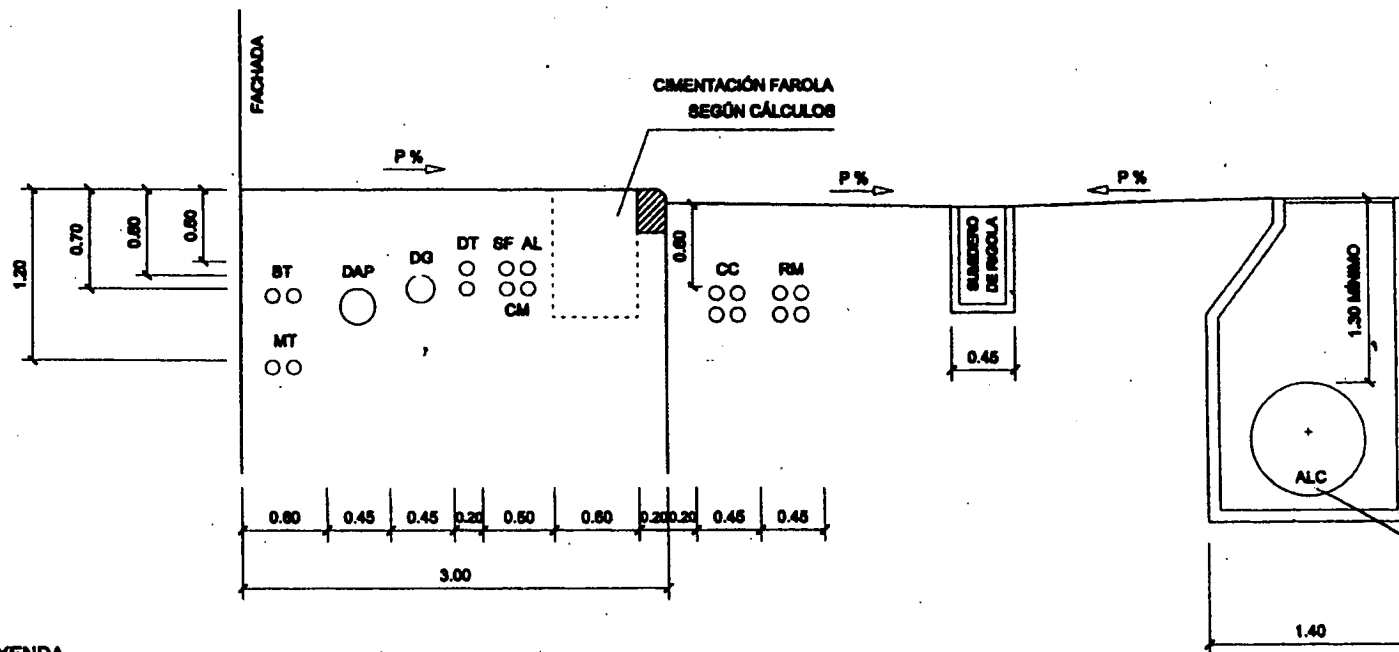 FACHADA
CIMENTACIÓN FAROLA
SEGÚN CÁLCULOS
P %
P %
P %
1.20
0.70
0.60
0.50
BT
DAP
DG
DT
SF
AL
CM
MT
0.60
CC
RM
SUMIDERO
DE RIGOLA
0.45
1.30 MÍNIMO
ALC
0.60
0.45
0.45
0.20
0.50
0.60
0.20
0.20
0.45
0.45
3.00
1.40
YENDA